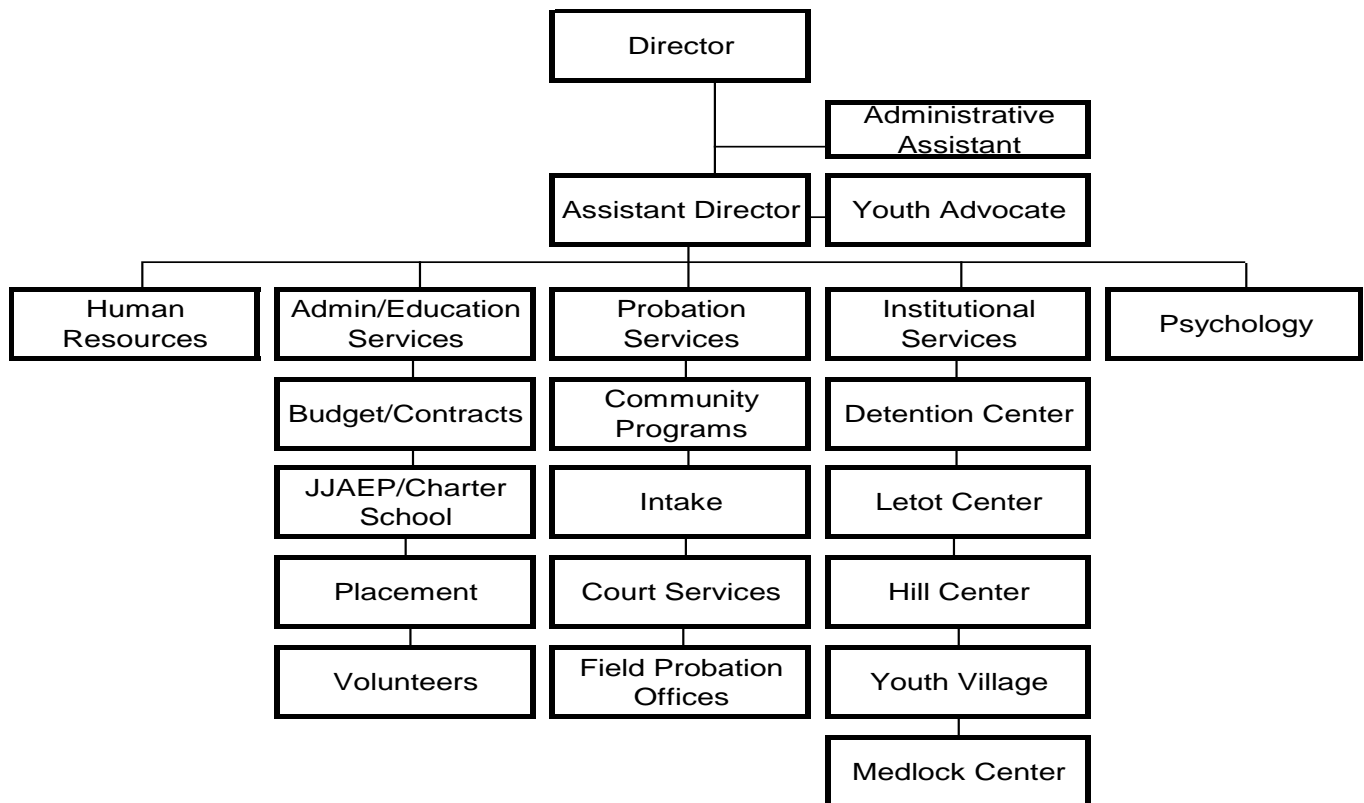 Director
Administrative
Assistant
Assistant Director
Youth Advocate
Human
Resources
Admin/Education
Services
Probation
Services
Institutional
Services
Psychology
Budget/Contracts
Community
Programs
Detention Center
JJAEP/Charter
School
Intake
Letot Center
Placement
Court Services
Hill Center
Volunteers
Field Probation
Offices
Youth Village
Medlock Center